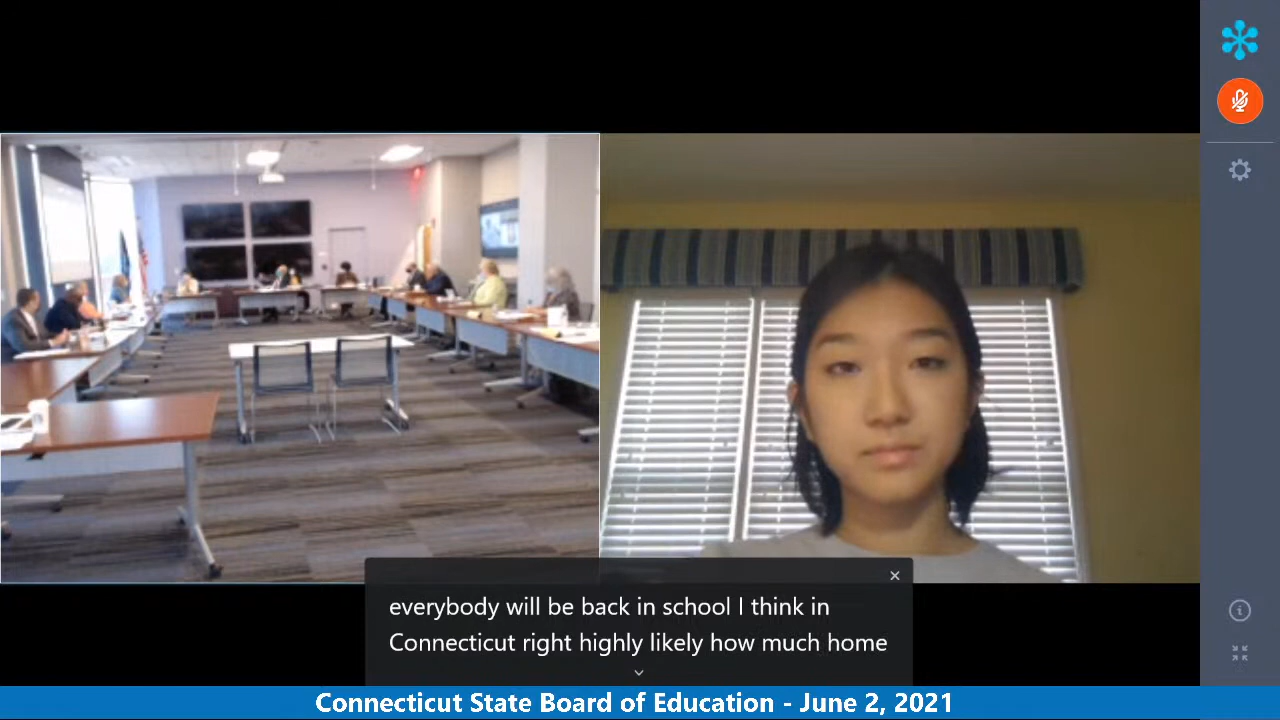 everybody will be back in school I think in
Connecticut right highly likely how much home
Connecticut State Board of Education - June 2, 2021